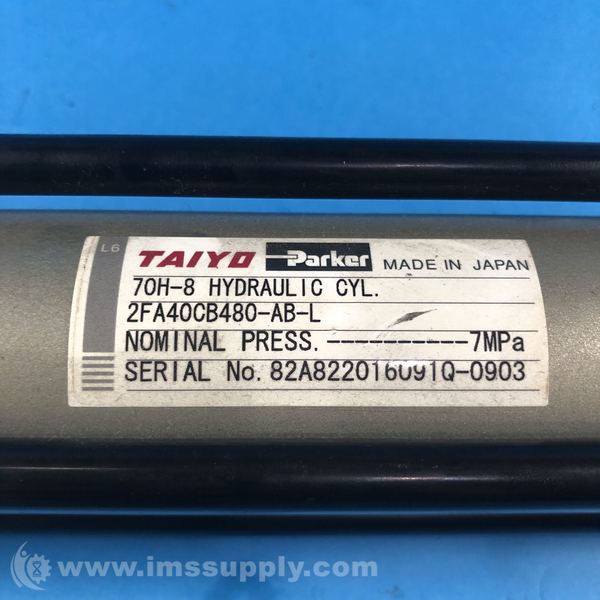 L6
TAIYO Parker MADE IN JAPAN
70H-8 HYDRAULIC CYL.
2FA40CB480-AB-L
NOMINAL PRESS. ----------7MPa
SERIAL No. 82A822016091Q-0903
www.imssupply.com